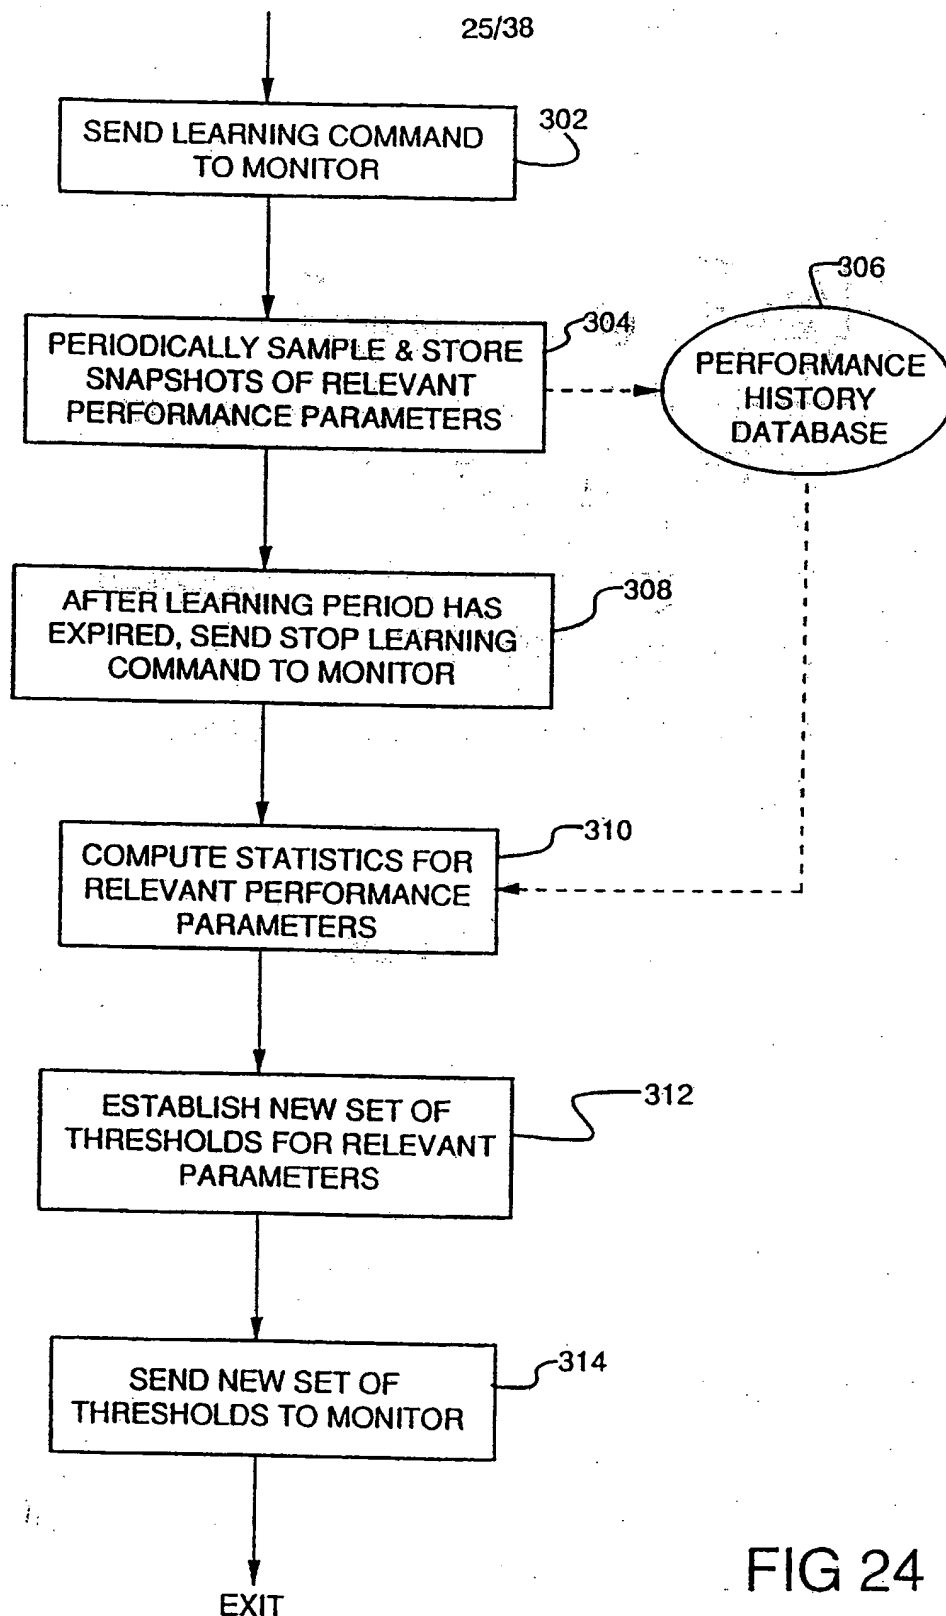 25/38
SEND LEARNING COMMAND
TO MONITOR
302
PERIODICALLY SAMPLE & STORE
SNAPSHOTS OF RELEVANT
PERFORMANCE PARAMETERS
304
306
PERFORMANCE
HISTORY
DATABASE
AFTER LEARNING PERIOD HAS
EXPIRED, SEND STOP LEARNING
COMMAND TO MONITOR
308
COMPUTE STATISTICS FOR
RELEVANT PERFORMANCE
PARAMETERS
310
ESTABLISH NEW SET OF
THRESHOLDS FOR RELEVANT
PARAMETERS
312
SEND NEW SET OF
THRESHOLDS TO MONITOR
314
EXIT
FIG 24